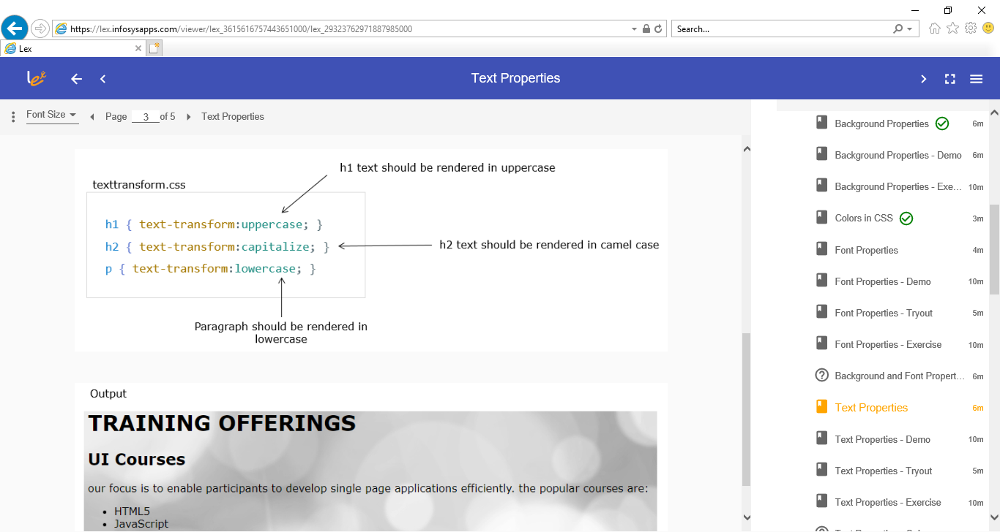 https://lex.infosysapps.com/viewer/lex_3615616757443651000/lex_29323762971887985000
Search...
Lex
lex
Text Properties
Font Size
Page 3 of 5
Text Properties
h1 text should be rendered in uppercase
texttransform.css
h1 { text-transform:uppercase; }
h2 { text-transform:capitalize; }
h2 text should be rendered in camel case
p { text-transform:lowercase; }
Paragraph should be rendered in
lowercase
Output
TRAINING OFFERINGS
UI Courses
our focus is to enable participants to develop single page applications efficiently. the popular courses are:
• HTML5
• JavaScript
Background Properties 6m
Background Properties - Demo 6m
Background Properties - Exe... 10m
Colors in CSS 3m
Font Properties 4m
Font Properties - Demo 10m
Font Properties - Tryout 5m
Font Properties - Exercise 10m
Background and Font Propert... 6m
Text Properties 6m
Text Properties - Demo 10m
Text Properties - Tryout 5m
Text Properties - Exercise 10m